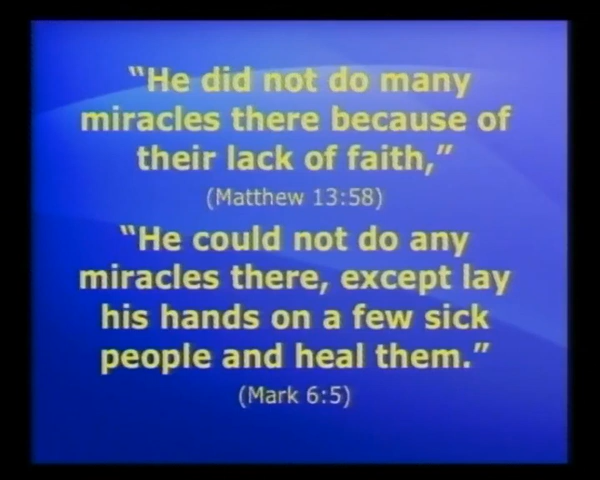 “He did not do many
miracles there because of
their lack of faith,”
(Matthew 13:58)
“He could not do any
miracles there, except lay
his hands on a few sick
people and heal them.”
(Mark 6:5)